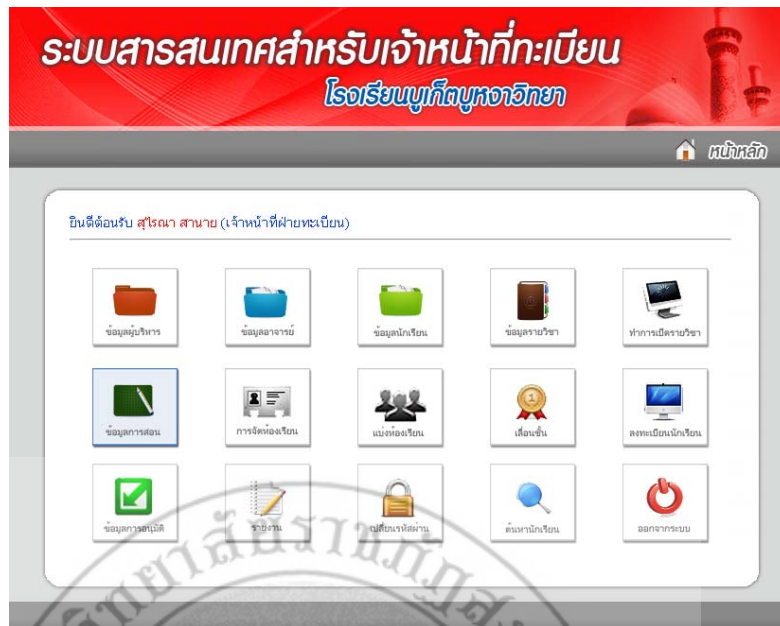 ระบบสารสนเทศสำหรับเจ้าหน้าที่ทะเบียน
โรงเรียนบูเก็ตบูหงาวิทยา
หน้าหลัก
ยินดีต้อนรับ สุไรณา สานาย (เจ้าหน้าที่ฝ่ายทะเบียน)
ข้อมูลผู้บริหาร ข้อมูลอาจารย์ ข้อมูลนักเรียน ข้อมูลรายวิชา ทำการเปิดรายวิชา
ข้อมูลการสอน การจัดห้องเรียน แบ่งห้องเรียน เลื่อนชั้น ลงทะเบียนนักเรียน
ข้อมูลการอนุมัติ รายงาน เปลี่ยนรหัสผ่าน ค้นหานักเรียน ออกจากระบบ